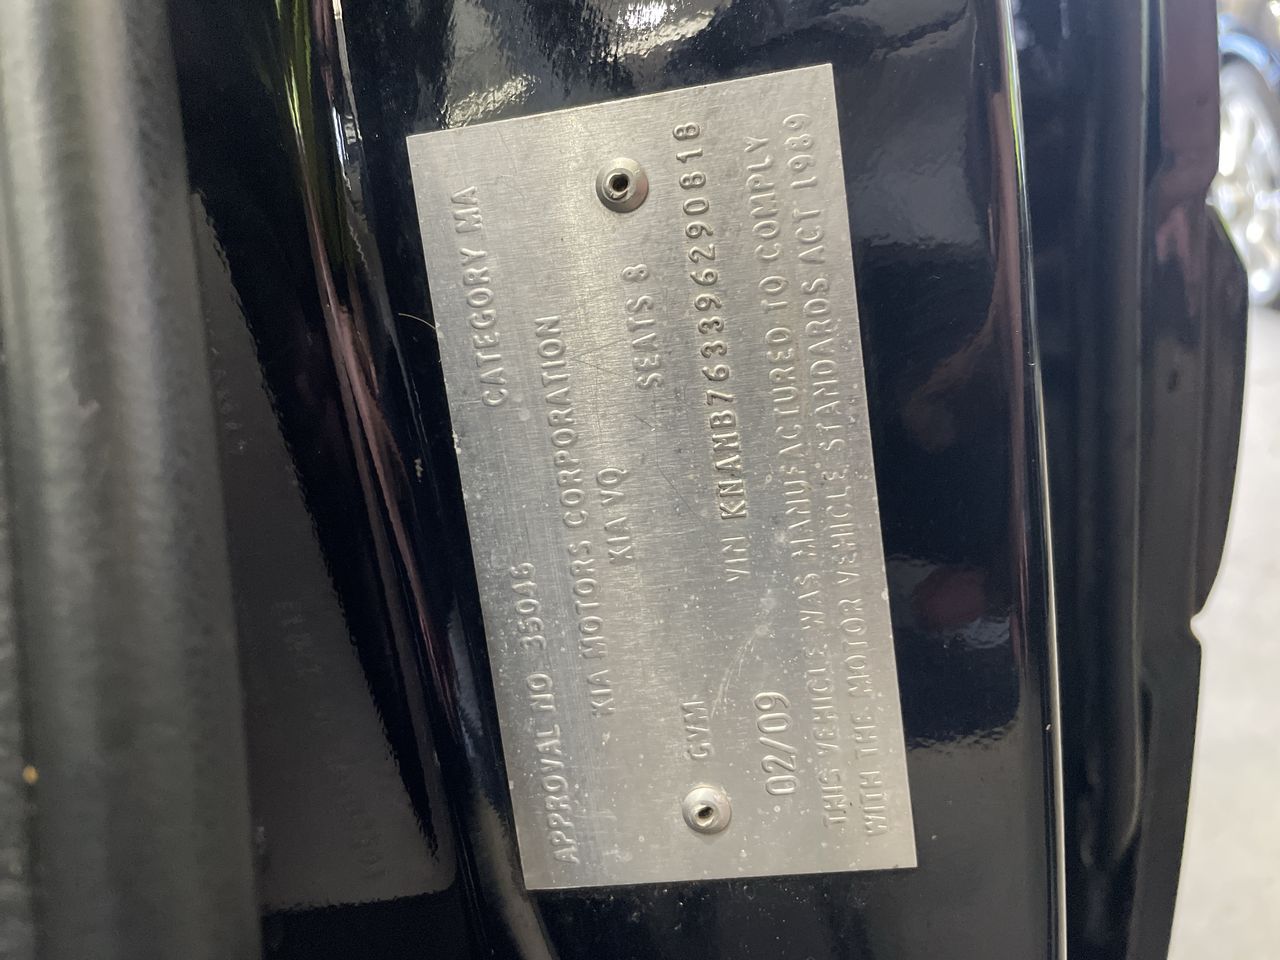 APPROVAL NO 35046 CATEGORY MA
KIA MOTORS CORPORATION
KIA VQ
GVM SEATS 8
02/09 VIN KNAMB763396290818
THIS VEHICLE WAS MANUFACTURED TO COMPLY
WITH THE MOTOR VEHICLE STANDARDS ACT 1989